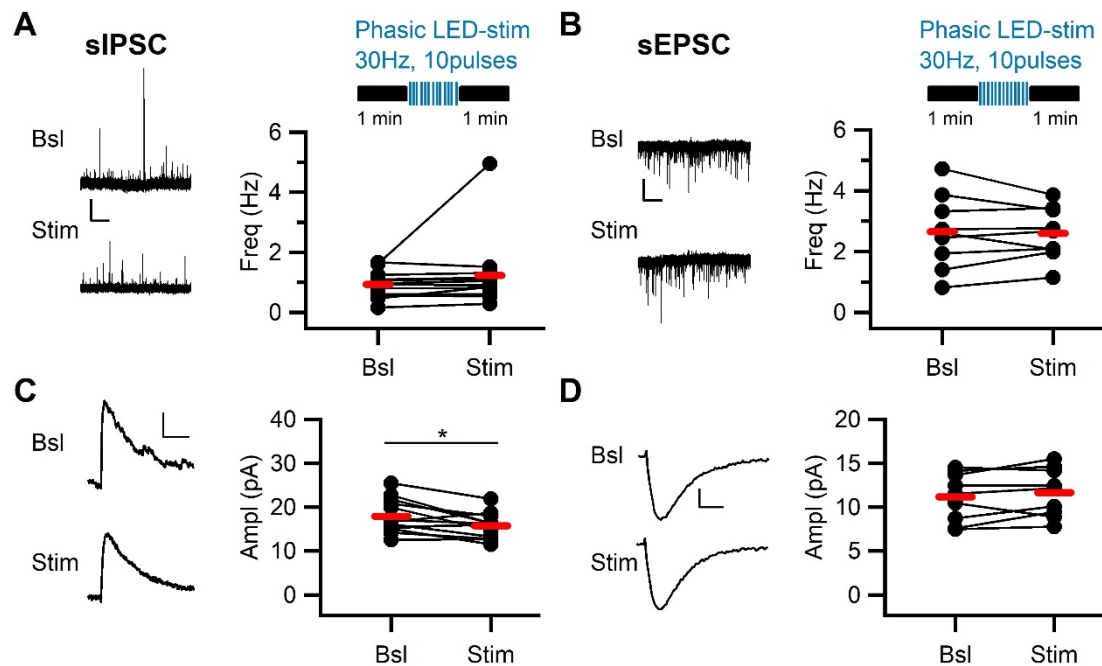 A
sIPSC
Phasic LED-stim
30Hz, 10pulses
1 min 1 min
Bsl
Stim
Freq (Hz)
6
4
2
0
Bsl Stim
B
sEPSC
Phasic LED-stim
30Hz, 10pulses
1 min 1 min
Bsl
Stim
Freq (Hz)
6
4
2
0
Bsl Stim
C
Bsl
Stim
Ampl (pA)
40
30
20
10
0
*
Bsl Stim
D
Bsl
Stim
Ampl (pA)
20
15
10
5
0
Bsl Stim